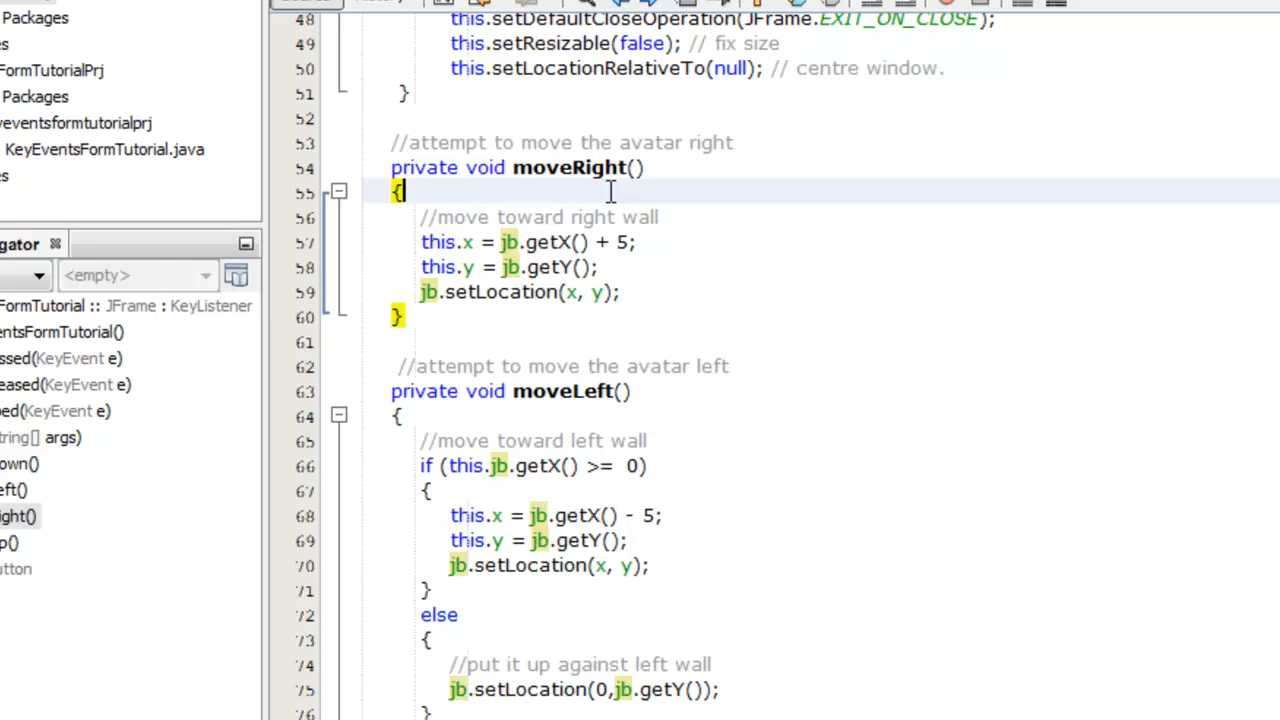 FormTutorialPrj
Packages
eventsformtutorialprj
KeyEventsFormTutorial.java
gator
<empty>
FormTutorial :: JFrame : KeyListener
entsFormTutorial()
ssed(KeyEvent e)
eased(KeyEvent e)
ped(KeyEvent e)
tring[] args)
own()
eft()
ight()
p()
utton
48 this.setDefaultCloseOperation(JFrame.EXIT_ON_CLOSE);
49 this.setResizable(false); // fix size
50 this.setLocationRelativeTo(null); // centre window.
51 }
52
53 //attempt to move the avatar right
54 private void moveRight()
55 {
56 //move toward right wall
57 this.x = jb.getX() + 5;
58 this.y = jb.getY();
59 jb.setLocation(x, y);
60 }
61
62 //attempt to move the avatar left
63 private void moveLeft()
64 {
65 //move toward left wall
66 if (this.jb.getX() >= 0)
67 {
68 this.x = jb.getX() - 5;
69 this.y = jb.getY();
70 jb.setLocation(x, y);
71 }
72 else
73 {
74 //put it up against left wall
75 jb.setLocation(0,jb.getY());
76 }